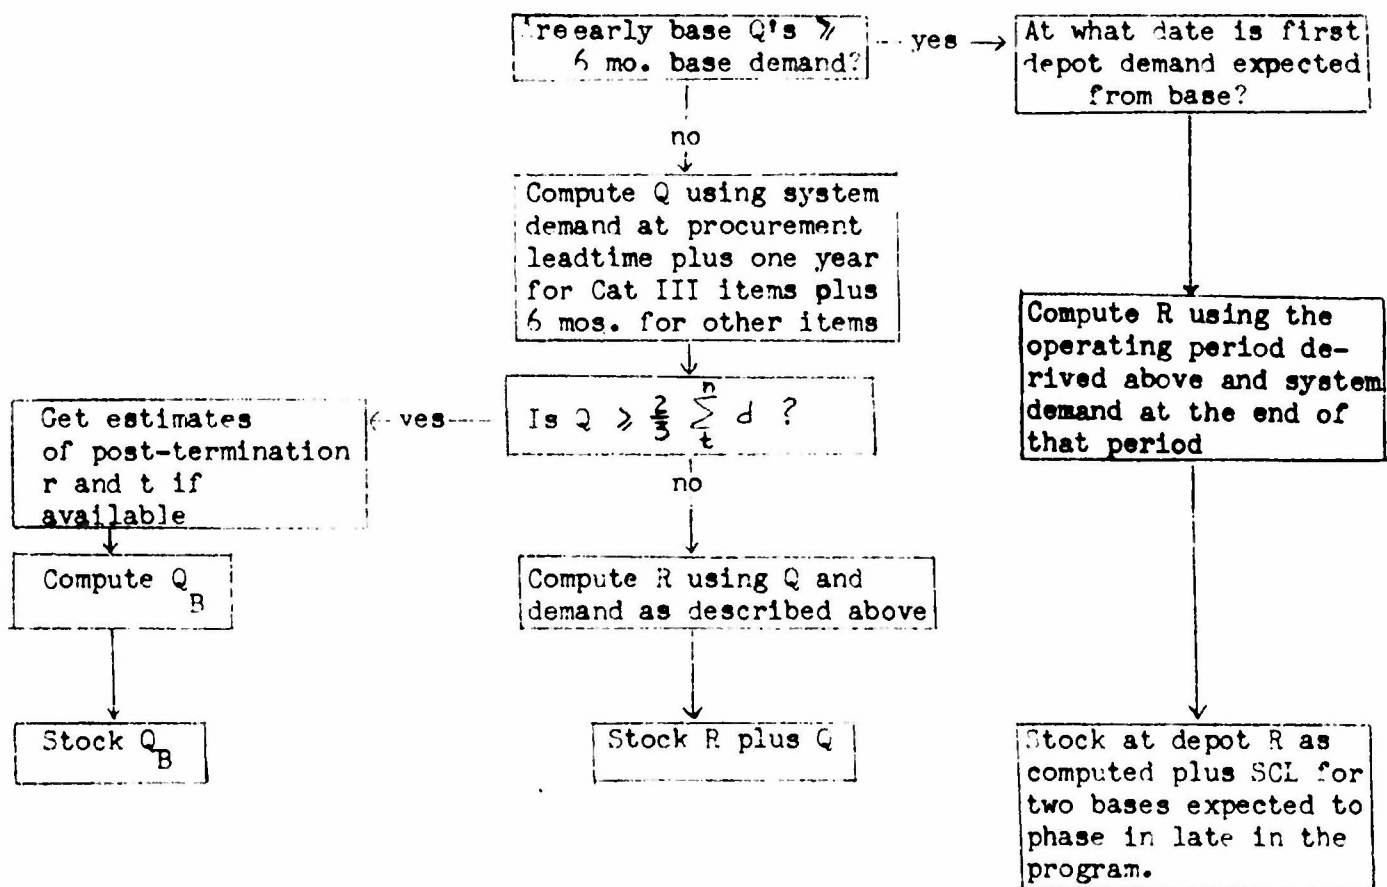 Are early base Q's ⩾
6 mo. base demand?
yes
At what date is first
depot demand expected
from base?
no
Compute Q using system
demand at procurement
leadtime plus one year
for Cat III items plus
6 mos. for other items
Compute R using the
operating period de-
rived above and system
demand at the end of
that period
Is Q ⩾ 2/3 n Σ t d ?
yes
Get estimates
of post-termination
r and t if
available
no
Compute Q_B
Compute R using Q and
demand as described above
Stock Q_B
Stock R plus Q
Stock at depot R as
computed plus SCL for
two bases expected to
phase in late in the
program.